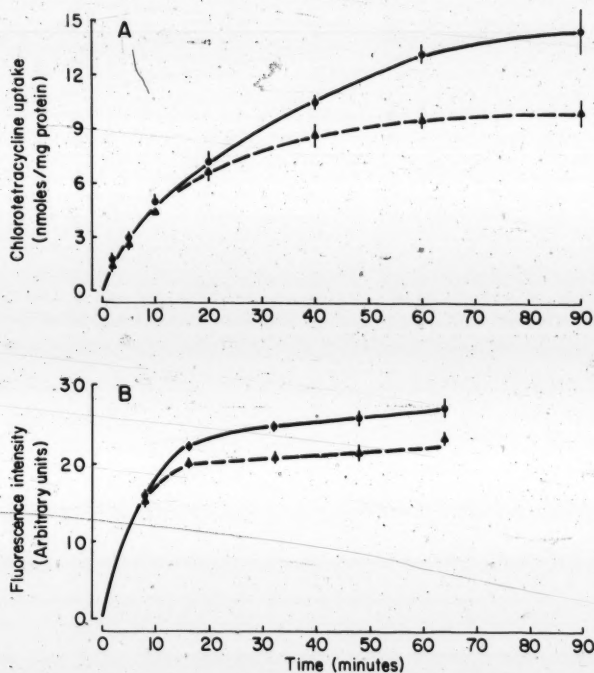 A
Chlorotetracycline uptake
(nmoles/mg protein)
15
12
9
6
3
0
0 10 20 30 40 50 60 70 80 90
B
Fluorescence intensity
(Arbitrary units)
30
20
10
0
0 10 20 30 40 50 60 70 80 90
Time (minutes)